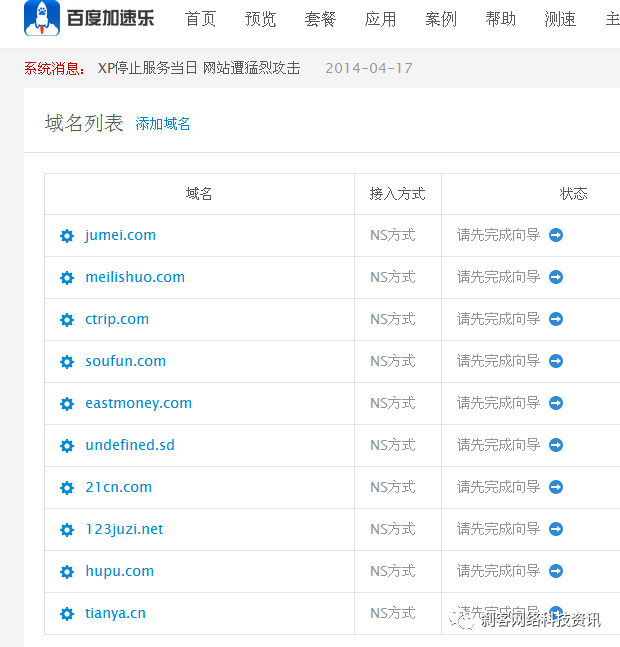 百度加速乐 首页 预览 套餐 应用 案例 帮助 测速 主
系统消息： XP停止服务当日 网站遭猛烈攻击 2014-04-17
域名列表 添加域名
域名 接入方式 状态
jumei.com NS方式 请先完成向导
meilishuo.com NS方式 请先完成向导
ctrip.com NS方式 请先完成向导
soufun.com NS方式 请先完成向导
eastmoney.com NS方式 请先完成向导
undefined.sd NS方式 请先完成向导
21cn.com NS方式 请先完成向导
123juzi.net NS方式 请先完成向导
hupu.com NS方式 请先完成向导
tianya.cn NS方式 请先完成向导
刹客网络科技资讯